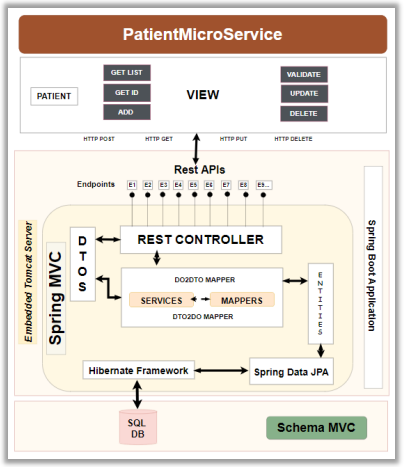 PatientMicroService
GET LIST
VALIDATE
PATIENT
GET ID
VIEW
UPDATE
ADD
DELETE
HTTP POST
HTTP GET
HTTP PUT
HTTP DELETE
Rest APIs
Endpoints
E1
E2
E3
E4
E5
E6
E7
E8
E9...
Embedded Tomcat Server
Spring MVC
DTOS
REST CONTROLLER
DO2DTO MAPPER
SERVICES
MAPPERS
DTO2DO MAPPER
ENTITIES
Spring Boot Application
Hibernate Framework
Spring Data JPA
SQL
DB
Schema MVC